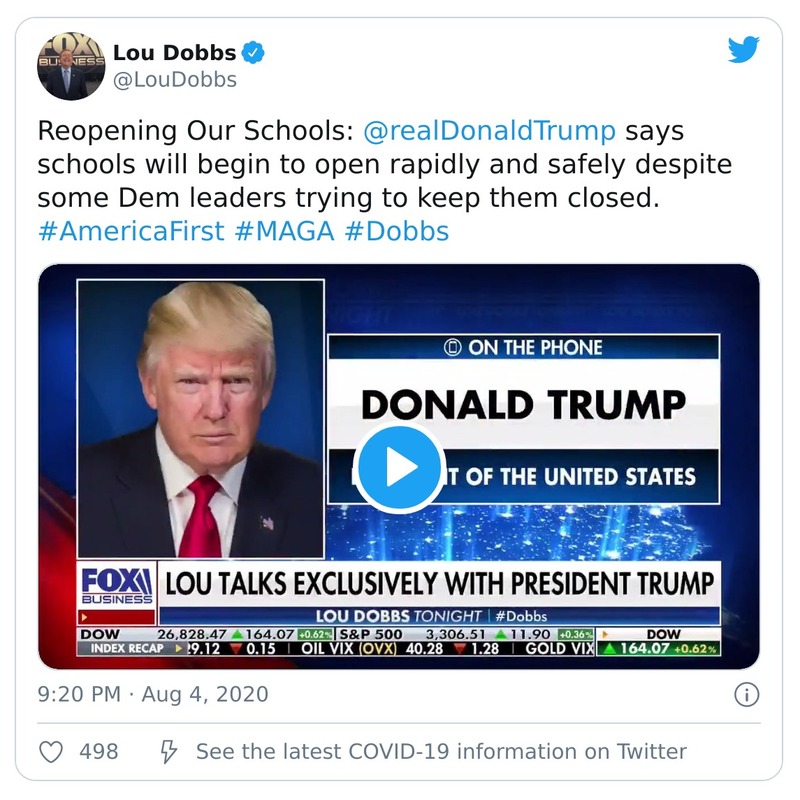 FOX
BUSINESS
Lou Dobbs
@LouDobbs
Reopening Our Schools: @realDonaldTrump says
schools will begin to open rapidly and safely despite
some Dem leaders trying to keep them closed.
#AmericaFirst #MAGA #Dobbs
ON THE PHONE
DONALD TRUMP
T OF THE UNITED STATES
FOX
BUSINESS
LOU TALKS EXCLUSIVELY WITH PRESIDENT TRUMP
LOU DOBBS TONIGHT | #Dobbs
DOW 26,828.47 ▲ 164.07 +0.62% S&P 500 3,306.51 ▲ 11.90 +0.36% DOW
INDEX RECAP 9.12 ▼ 0.15 | OIL VIX (OVX) 40.28 ▼ 1.28 | GOLD VIX ▲ 164.07 +0.62%
9:20 PM · Aug 4, 2020
498 See the latest COVID-19 information on Twitter